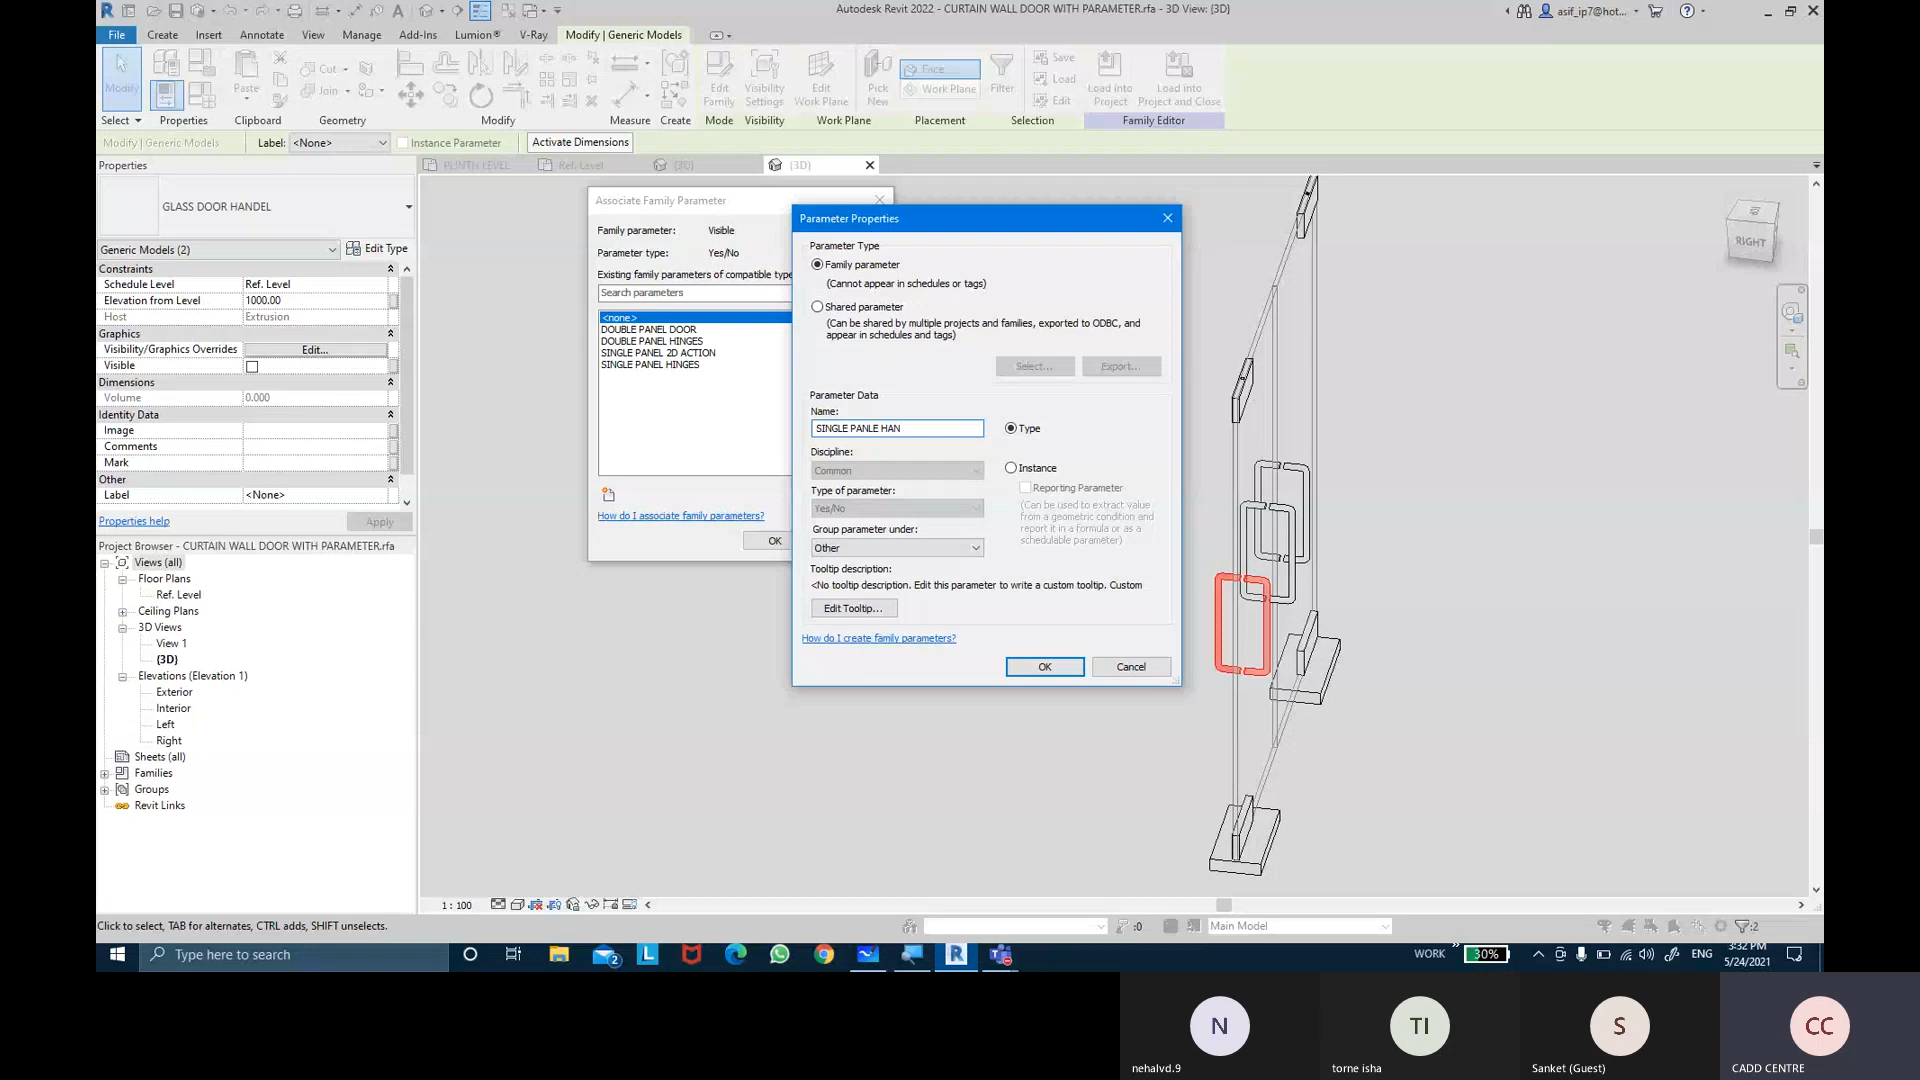 Autodesk Revit 2022 - CURTAIN WALL DOOR WITH PARAMETER.rfa - 3D View: {3D}
asif_ip7@hot...
File Create Insert Annotate View Manage Add-Ins Lumion® V-Ray Modify | Generic Models
Modify
Paste
Cut
Join
Edit Family
Visibility Settings
Edit Work Plane
Pick New
Face
Work Plane
Filter
Save
Load
Edit
Load into Project
Load into Project and Close
Select Properties Clipboard Geometry Modify Measure Create Mode Visibility Work Plane Placement Selection Family Editor
Modify | Generic Models Label: <None> Instance Parameter Activate Dimensions
Properties
PLINTH LEVEL Ref. Level {3D} {3D}
GLASS DOOR HANDEL
Generic Models (2) Edit Type
Constraints
Schedule Level Ref. Level
Elevation from Level 1000.00
Host Extrusion
Graphics
Visibility/Graphics Overrides Edit...
Visible
Dimensions
Volume 0.000
Identity Data
Image
Comments
Mark
Other
Label <None>
Properties help Apply
Project Browser - CURTAIN WALL DOOR WITH PARAMETER.rfa
Views (all)
Floor Plans
Ref. Level
Ceiling Plans
3D Views
View 1
{3D}
Elevations (Elevation 1)
Exterior
Interior
Left
Right
Sheets (all)
Families
Groups
Revit Links
Associate Family Parameter
Family parameter: Visible
Parameter type: Yes/No
Existing family parameters of compatible type
Search parameters
<none>
DOUBLE PANEL DOOR
DOUBLE PANEL HINGES
SINGLE PANEL 2D ACTION
SINGLE PANEL HINGES
How do I associate family parameters?
OK
Parameter Properties
Parameter Type
Family parameter
(Cannot appear in schedules or tags)
Shared parameter
(Can be shared by multiple projects and families, exported to ODBC, and
appear in schedules and tags)
Select... Export...
Parameter Data
Name:
SINGLE PANLE HAN
Type
Discipline:
Common
Instance
Reporting Parameter
(Can be used to extract value
from a geometric condition and
report it in a formula or as a
schedulable parameter)
Type of parameter:
Yes/No
Group parameter under:
Other
Tooltip description:
<No tooltip description. Edit this parameter to write a custom tooltip. Custom
Edit Tooltip...
How do I create family parameters?
OK Cancel
RIGHT
1 : 100
Click to select, TAB for alternates, CTRL adds, SHIFT unselects.
:0 Main Model :2
Type here to search
2
WORK 30% ENG
3:32 PM
5/24/2021
N TI S CC
nehalvd.9 torne isha Sanket (Guest) CADD CENTRE